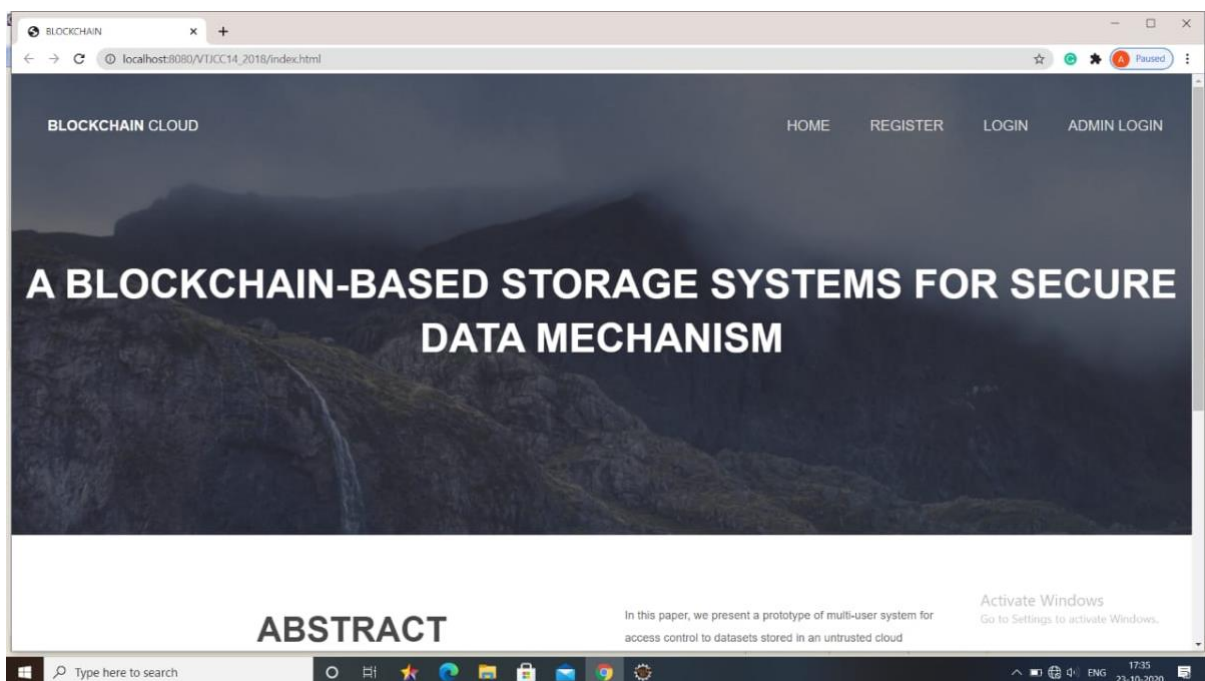 BLOCKCHAIN
localhost:8080/VTJCC14_2018/index.html
A Paused
BLOCKCHAIN CLOUD HOME REGISTER LOGIN ADMIN LOGIN
A BLOCKCHAIN-BASED STORAGE SYSTEMS FOR SECURE
DATA MECHANISM
ABSTRACT
In this paper, we present a prototype of multi-user system for
access control to datasets stored in an untrusted cloud
Activate Windows
Go to Settings to activate Windows.
Type here to search
ENG
17:35
23-10-2020